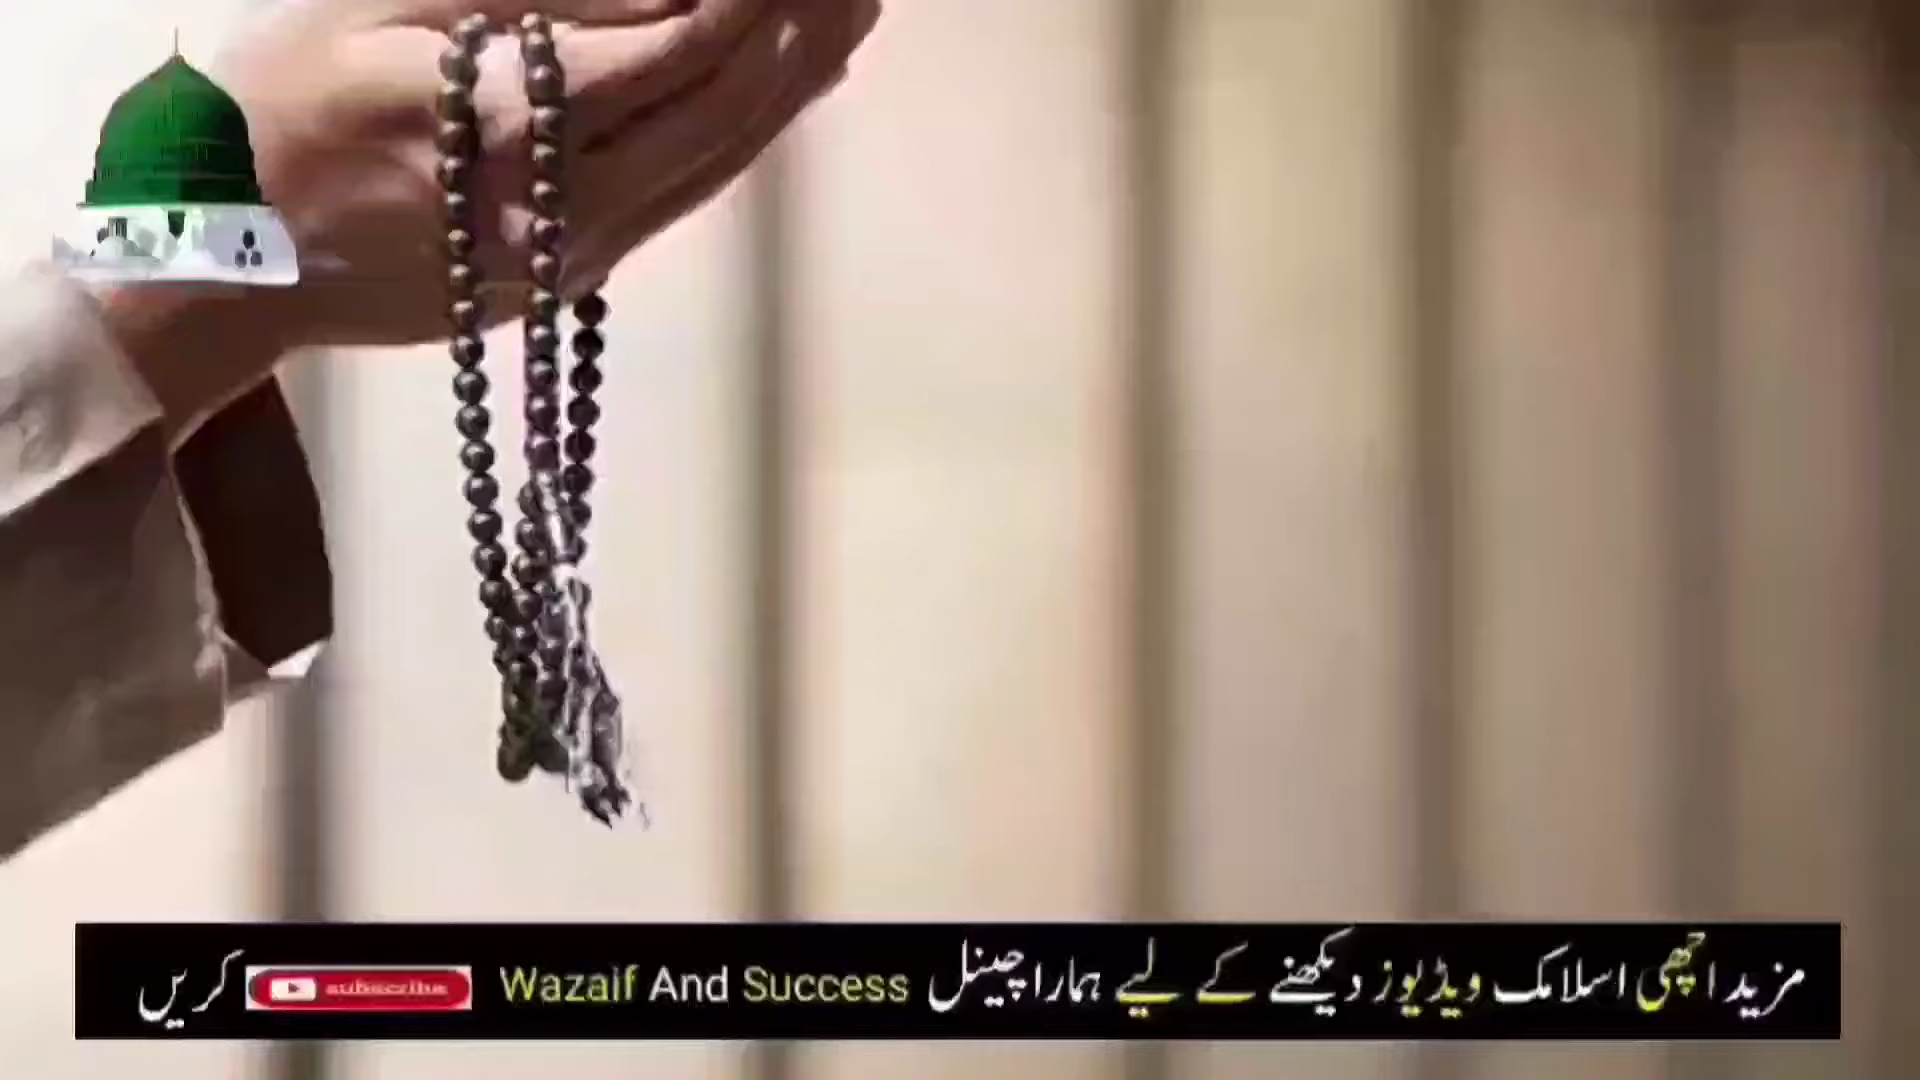 مزید اچھی اسلامک ویڈیوز دیکھنے کے لیے ہمارا چینل Wazaif And Success subscribe کریں